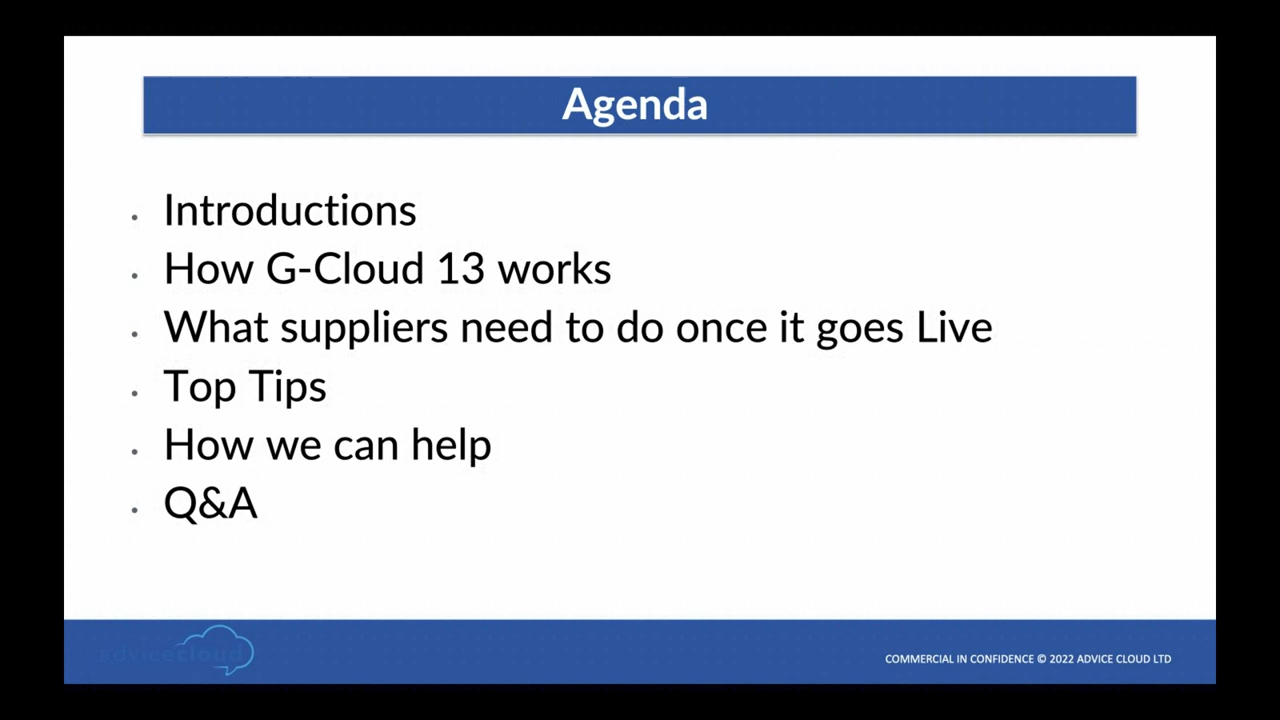 Agenda
Introductions
How G-Cloud 13 works
What suppliers need to do once it goes Live
Top Tips
How we can help
Q&A
advicecloud
COMMERCIAL IN CONFIDENCE © 2022 ADVICE CLOUD LTD